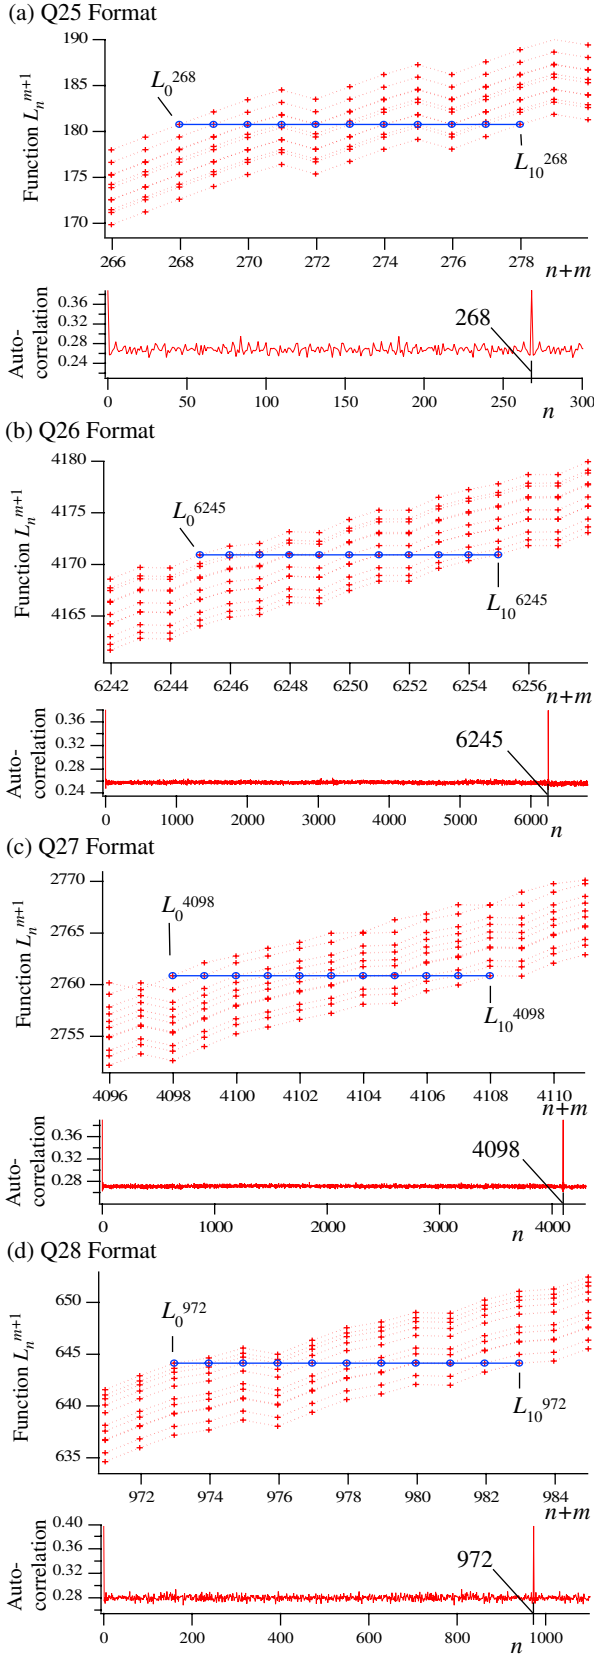 (a) Q25 Format
190
185
180
175
170
Function L_n^{m+1}
L_0^{268}
L_10^{268}
266 268 270 272 274 276 278
n+m
0.36
0.32
0.28
0.24
Auto-
correlation
268
0 50 100 150 200 250 300
n
(b) Q26 Format
4180
4175
4170
4165
Function L_n^{m+1}
L_0^{6245}
L_10^{6245}
6242 6244 6246 6248 6250 6252 6254 6256
n+m
0.36
0.32
0.28
0.24
Auto-
correlation
6245
0 1000 2000 3000 4000 5000 6000
n
(c) Q27 Format
2770
2765
2760
2755
Function L_n^{m+1}
L_0^{4098}
L_10^{4098}
4096 4098 4100 4102 4104 4106 4108 4110
n+m
0.36
0.32
0.28
Auto-
correlation
4098
0 1000 2000 3000 4000
n
(d) Q28 Format
650
645
640
635
Function L_n^{m+1}
L_0^{972}
L_10^{972}
972 974 976 978 980 982 984
n+m
0.40
0.36
0.32
0.28
Auto-
correlation
972
0 200 400 600 800 1000
n